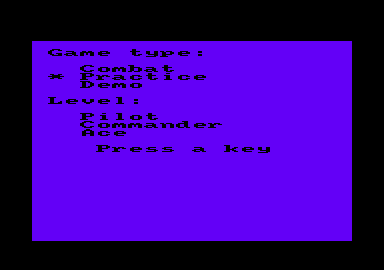 Game type:
Combat
* Practice
Demo
Level:
Pilot
Commander
Ace
Press a key